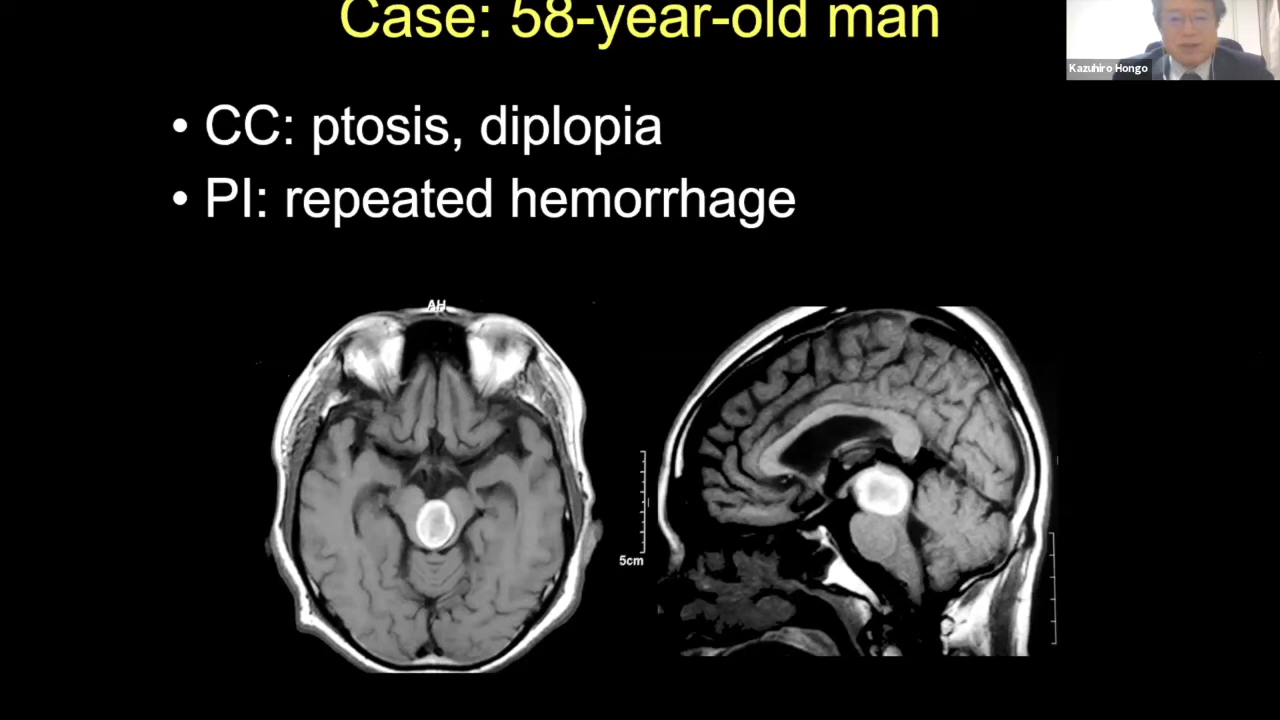 Case: 58-year-old man
Kazuhiro Hongo
• CC: ptosis, diplopia
• PI: repeated hemorrhage
AH
5cm